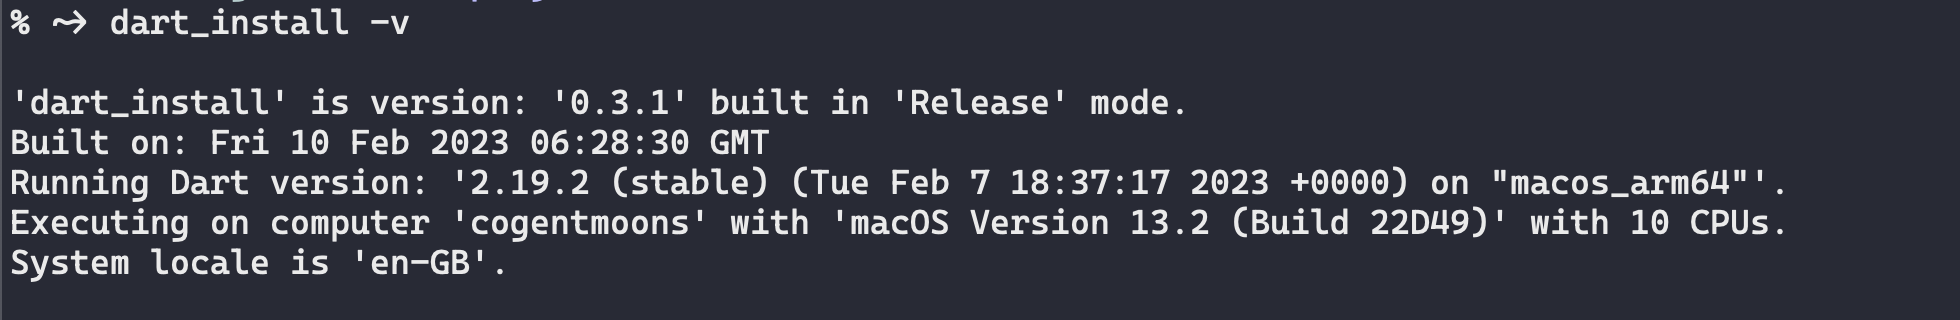 % ⤳ dart_install -v
'dart_install' is version: '0.3.1' built in 'Release' mode.
Built on: Fri 10 Feb 2023 06:28:30 GMT
Running Dart version: '2.19.2 (stable) (Tue Feb 7 18:37:17 2023 +0000) on "macos_arm64"'.
Executing on computer 'cogentmoons' with 'macOS Version 13.2 (Build 22D49)' with 10 CPUs.
System locale is 'en-GB'.